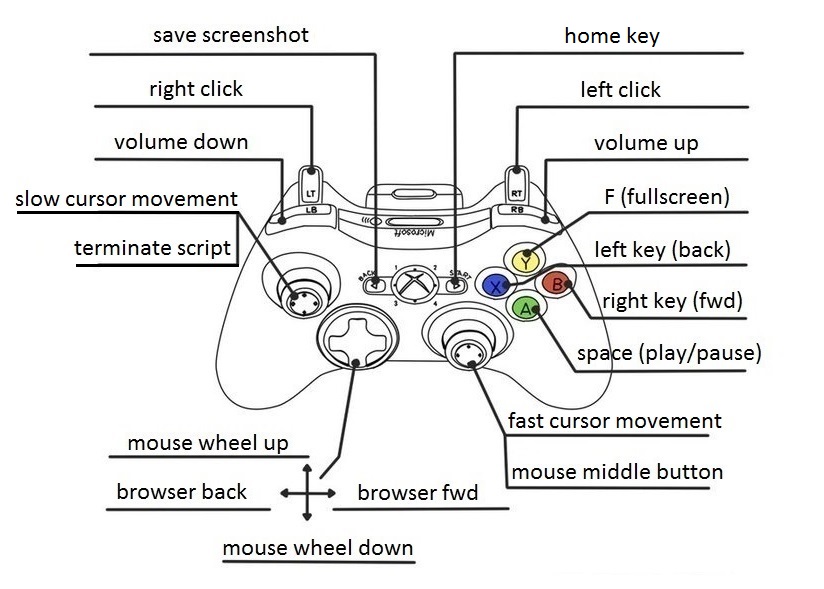 save screenshot
home key
right click
left click
volume down
volume up
LT
RT
slow cursor movement
F (fullscreen)
LB
RB
Microsoft
terminate script
left key (back)
Y
BACK
1
2
START
X
B
3
4
A
right key (fwd)
space (play/pause)
fast cursor movement
mouse wheel up
mouse middle button
browser back
browser fwd
mouse wheel down